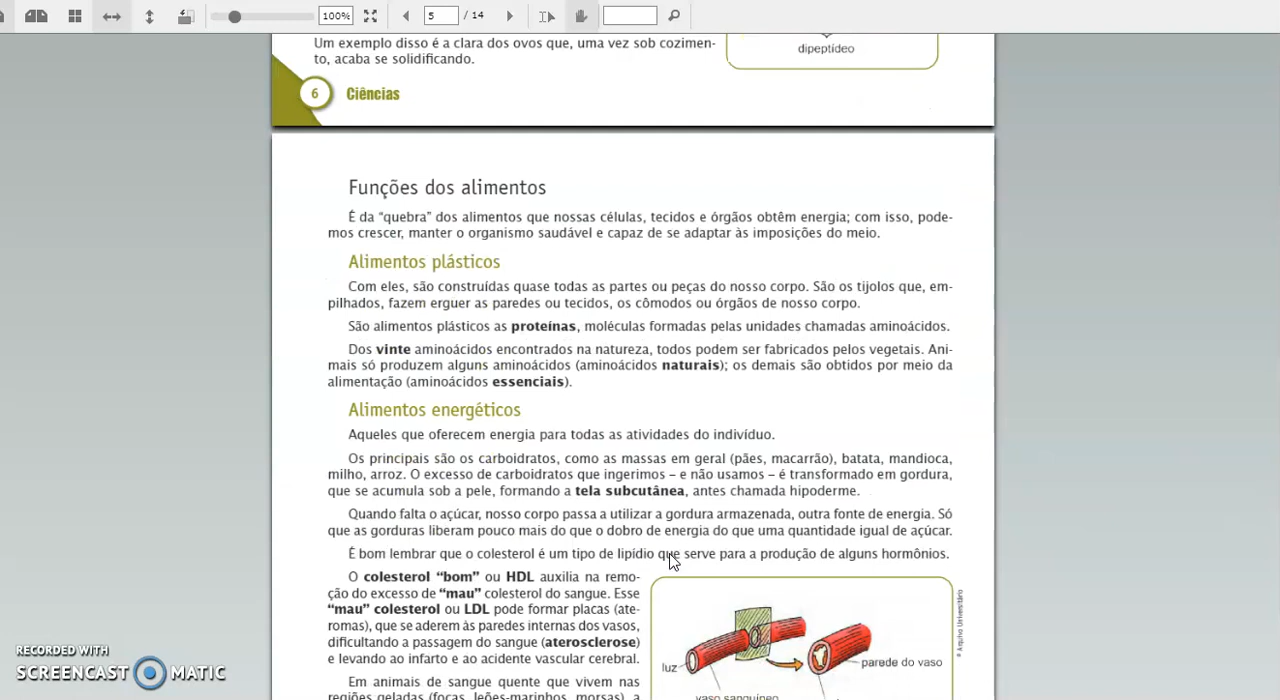 100%
5 / 14
Um exemplo disso é a clara dos ovos que, uma vez sob cozimen-
to, acaba se solidificando.
dipeptídeo
6 Ciências
Funções dos alimentos
É da “quebra” dos alimentos que nossas células, tecidos e órgãos obtêm energia; com isso, pode-
mos crescer, manter o organismo saudável e capaz de se adaptar às imposições do meio.
Alimentos plásticos
Com eles, são construídas quase todas as partes ou peças do nosso corpo. São os tijolos que, em-
pilhados, fazem erguer as paredes ou tecidos, os cômodos ou órgãos de nosso corpo.
São alimentos plásticos as proteínas, moléculas formadas pelas unidades chamadas aminoácidos.
Dos vinte aminoácidos encontrados na natureza, todos podem ser fabricados pelos vegetais. Ani-
mais só produzem alguns aminoácidos (aminoácidos naturais); os demais são obtidos por meio da
alimentação (aminoácidos essenciais).
Alimentos energéticos
Aqueles que oferecem energia para todas as atividades do indivíduo.
Os principais são os carboidratos, como as massas em geral (pães, macarrão), batata, mandioca,
milho, arroz. O excesso de carboidratos que ingerimos – e não usamos – é transformado em gordura,
que se acumula sob a pele, formando a tela subcutânea, antes chamada hipoderme.
Quando falta o açúcar, nosso corpo passa a utilizar a gordura armazenada, outra fonte de energia. Só
que as gorduras liberam pouco mais do que o dobro de energia do que uma quantidade igual de açúcar.
É bom lembrar que o colesterol é um tipo de lipídio que serve para a produção de alguns hormônios.
O colesterol “bom” ou HDL auxilia na remo-
ção do excesso de “mau” colesterol do sangue. Esse
“mau” colesterol ou LDL pode formar placas (ate-
romas), que se aderem às paredes internas dos vasos,
dificultando a passagem do sangue (aterosclerose)
e levando ao infarto e ao acidente vascular cerebral.
Em animais de sangue quente que vivem nas
regiões geladas (focas, leões-marinhos, morsas), a
luz
vaso sanguíneo
parede do vaso
© Arquivo Universitário
RECORDED WITH
SCREENCAST MATIC